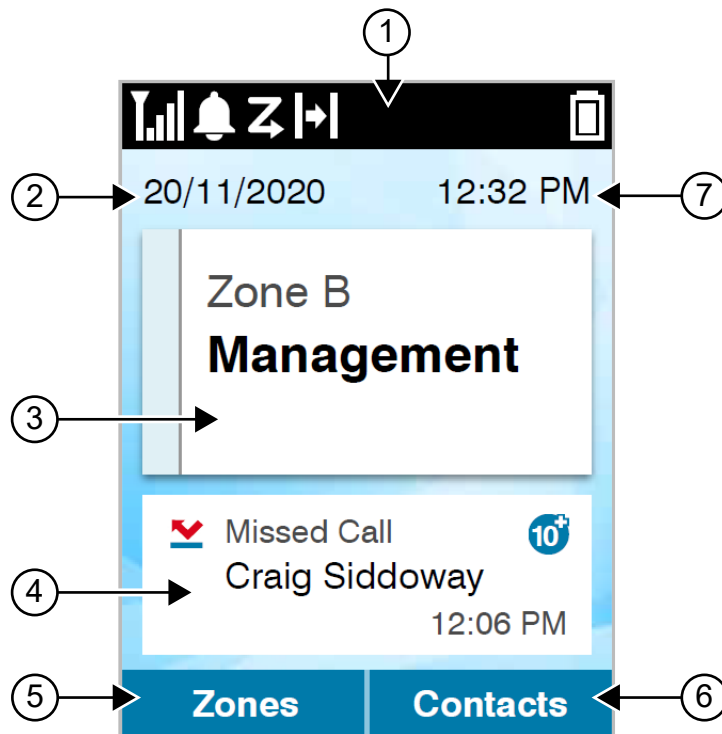 1
2 20/11/2020 12:32 PM 7
Zone B
Management
3
Missed Call 10+
Craig Siddoway
4
12:06 PM
5 Zones Contacts 6